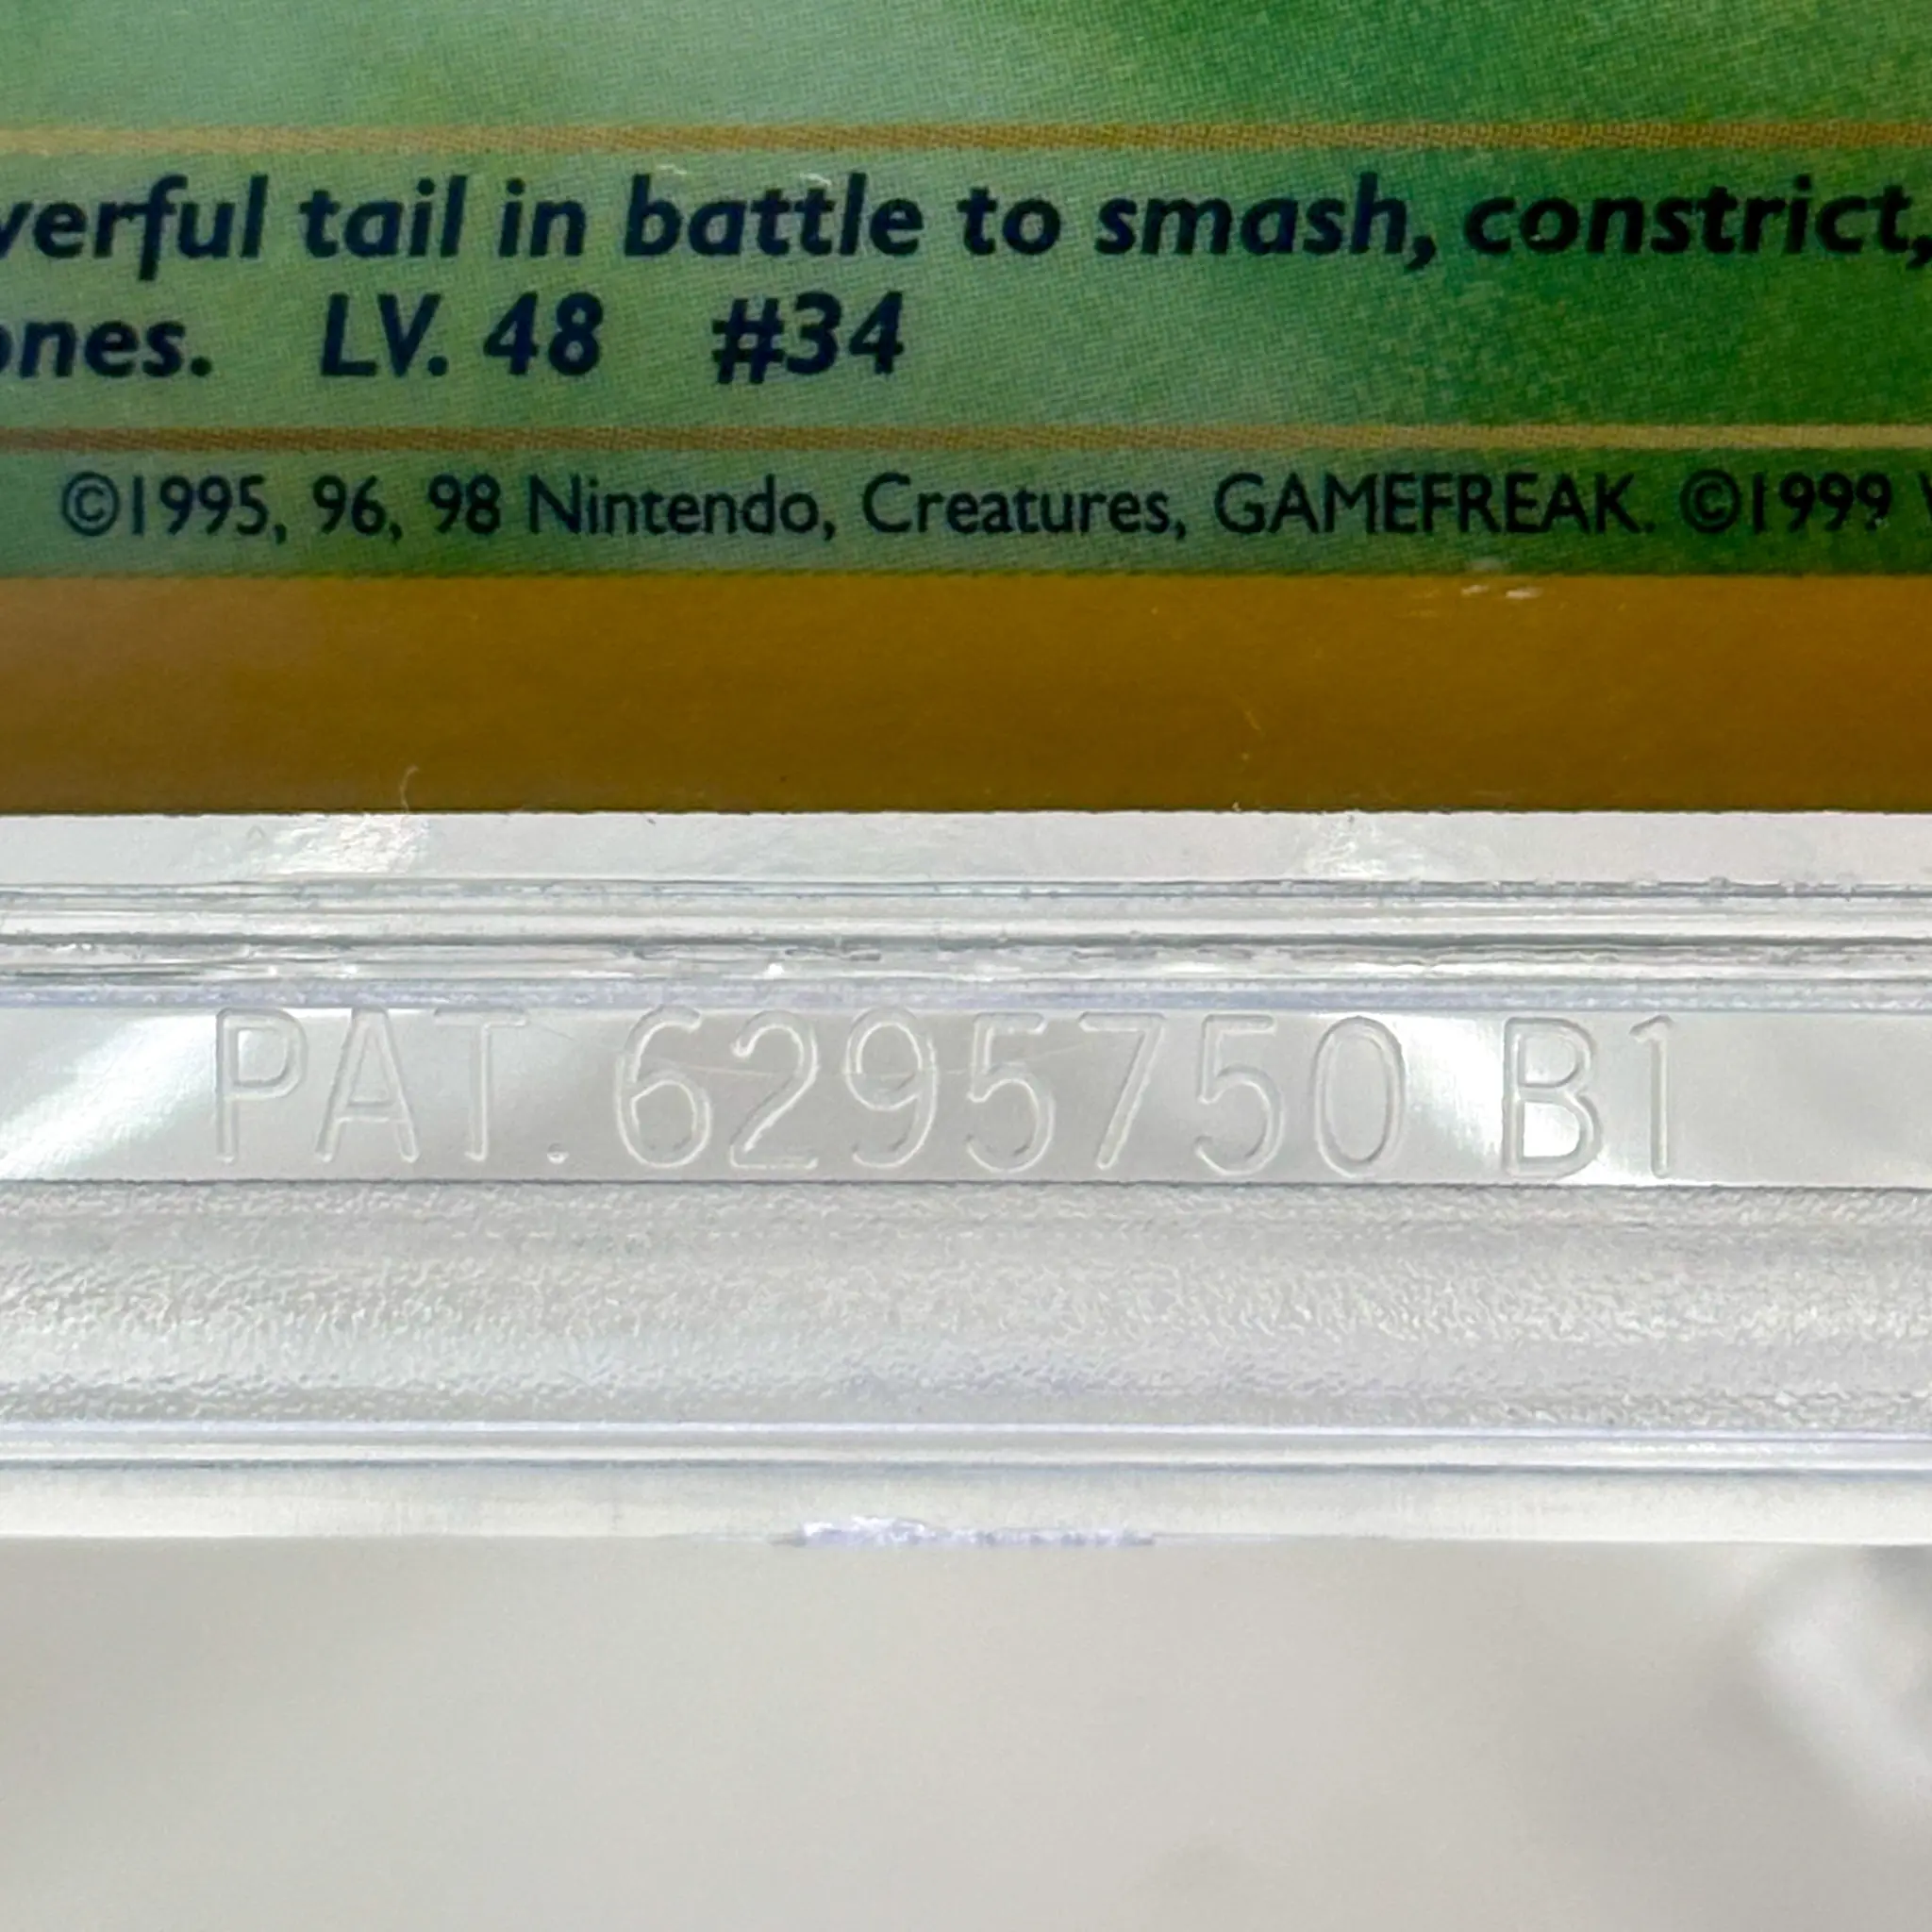 verful tail in battle to smash, constrict,
ones. LV. 48 #34
©1995, 96, 98 Nintendo, Creatures, GAMEFREAK. ©1999
PAT. 6295750 B1